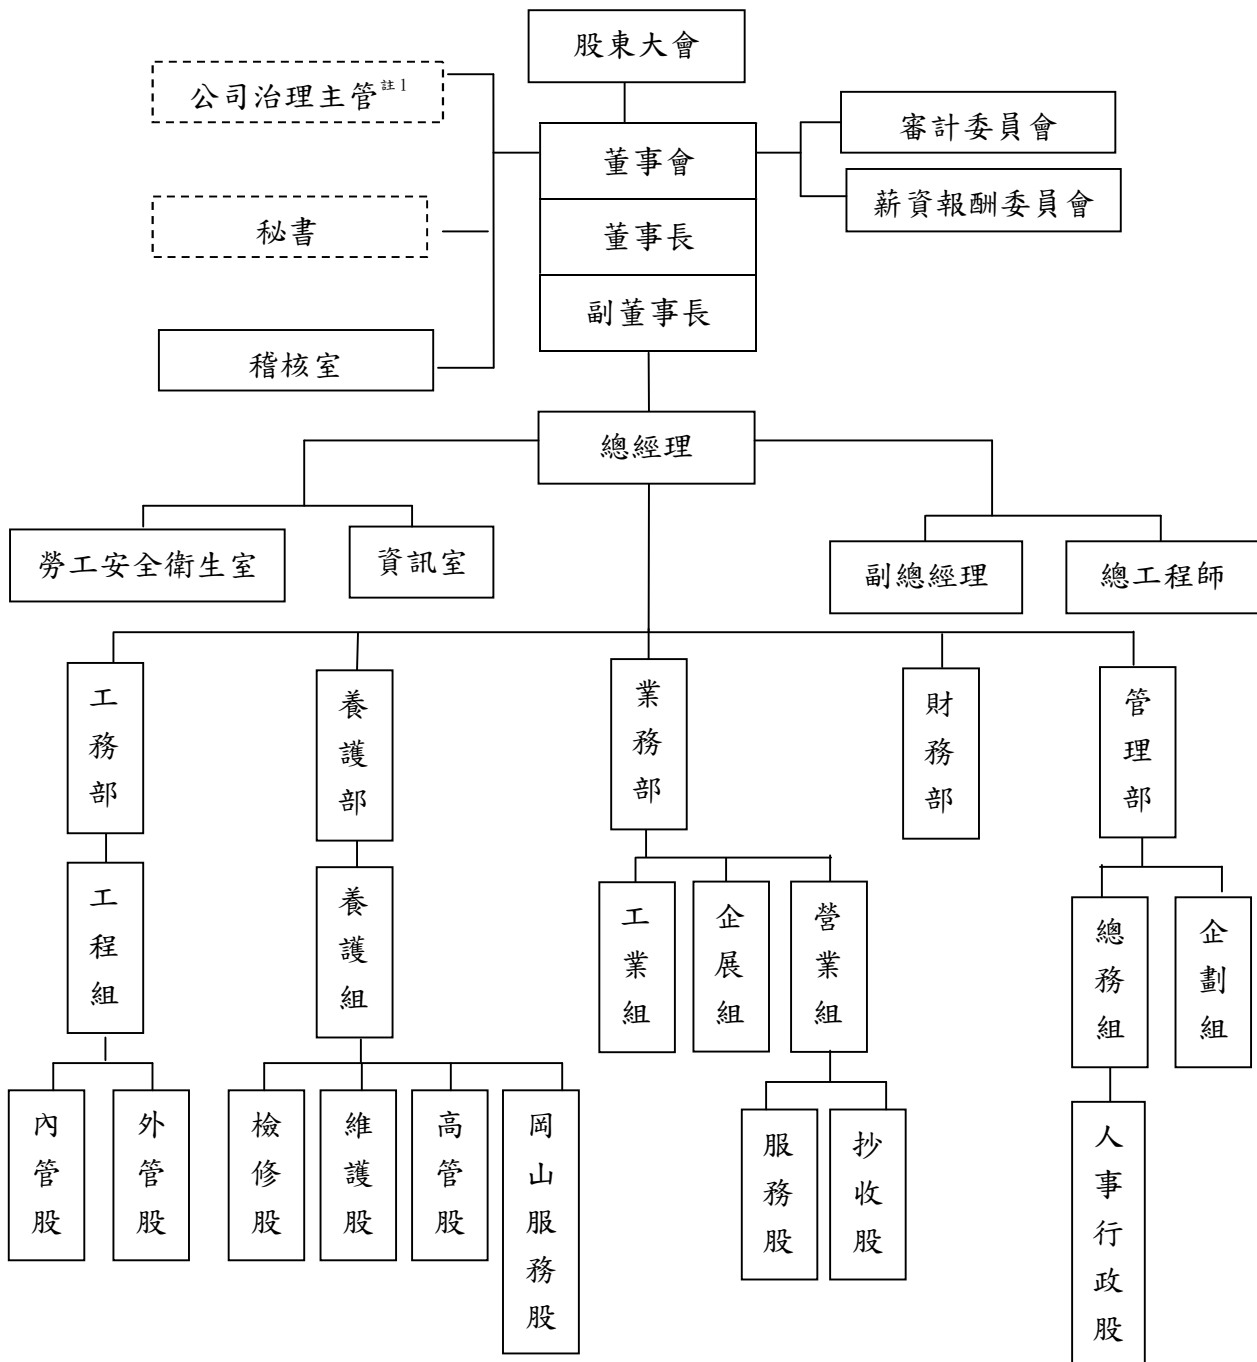 股東大會
公司治理主管註1
審計委員會
董事會
薪資報酬委員會
秘書
董事長
副董事長
稽核室
總經理
勞工安全衛生室
資訊室
副總經理
總工程師
工務部
養護部
業務部
財務部
管理部
工程組
養護組
工業組
企展組
營業組
總務組
企劃組
內管股
外管股
檢修股
維護股
高管股
岡山服務股
服務股
抄收股
人事行政股